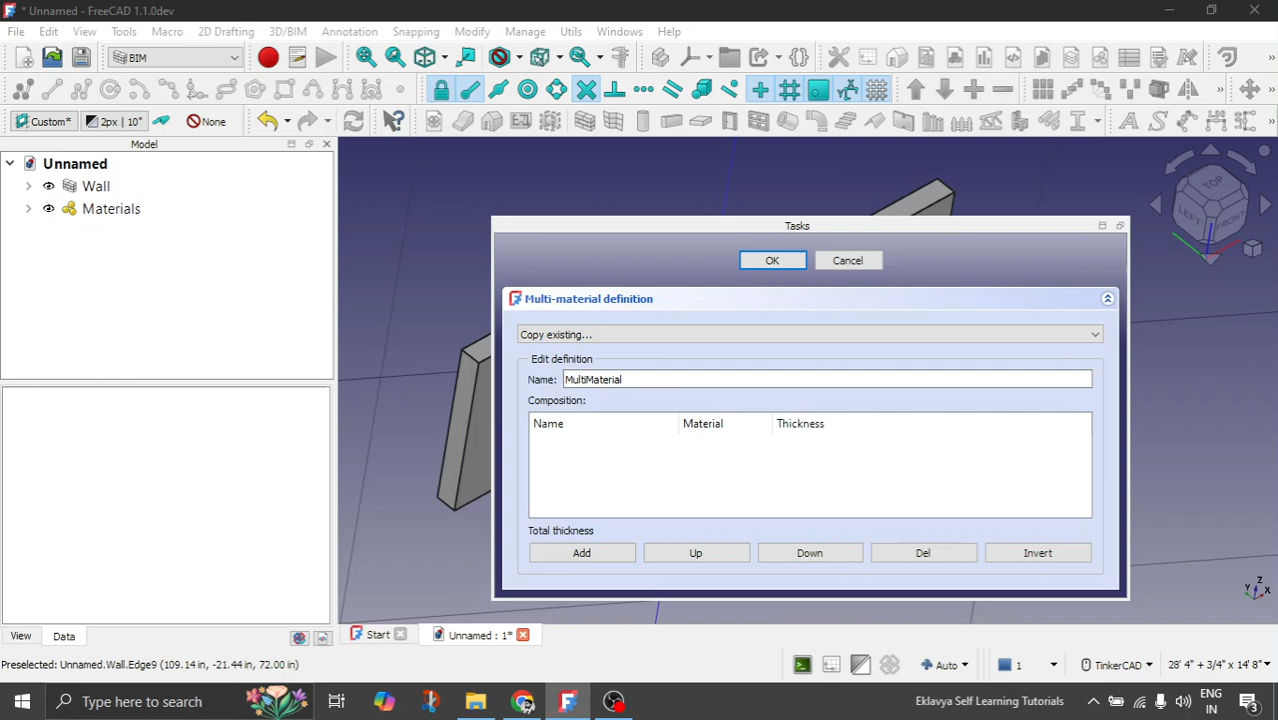 * Unnamed - FreeCAD 1.1.0dev
File Edit View Tools Macro 2D Drafting 3D/BIM Annotation Snapping Modify Manage Utils Windows Help
BIM
Custom* 2px | 10" None
Model
Unnamed
Wall
Materials
TOP
LEFT
FRONT
Tasks
OK Cancel
Multi-material definition
Copy existing...
Edit definition
Name: MultiMaterial
Composition:
Name Material Thickness
Total thickness
Add Up Down Del Invert
Z
Y X
View Data
Start Unnamed : 1*
Preselected: Unnamed.Wall.Edge9 (109.14 in, -21.44 in, 72.00 in)
Auto 1 TinkerCAD 28' 4" + 3/4" x 14' 8"
Type here to search
Eklavya Self Learning Tutorials
ENG
IN
3